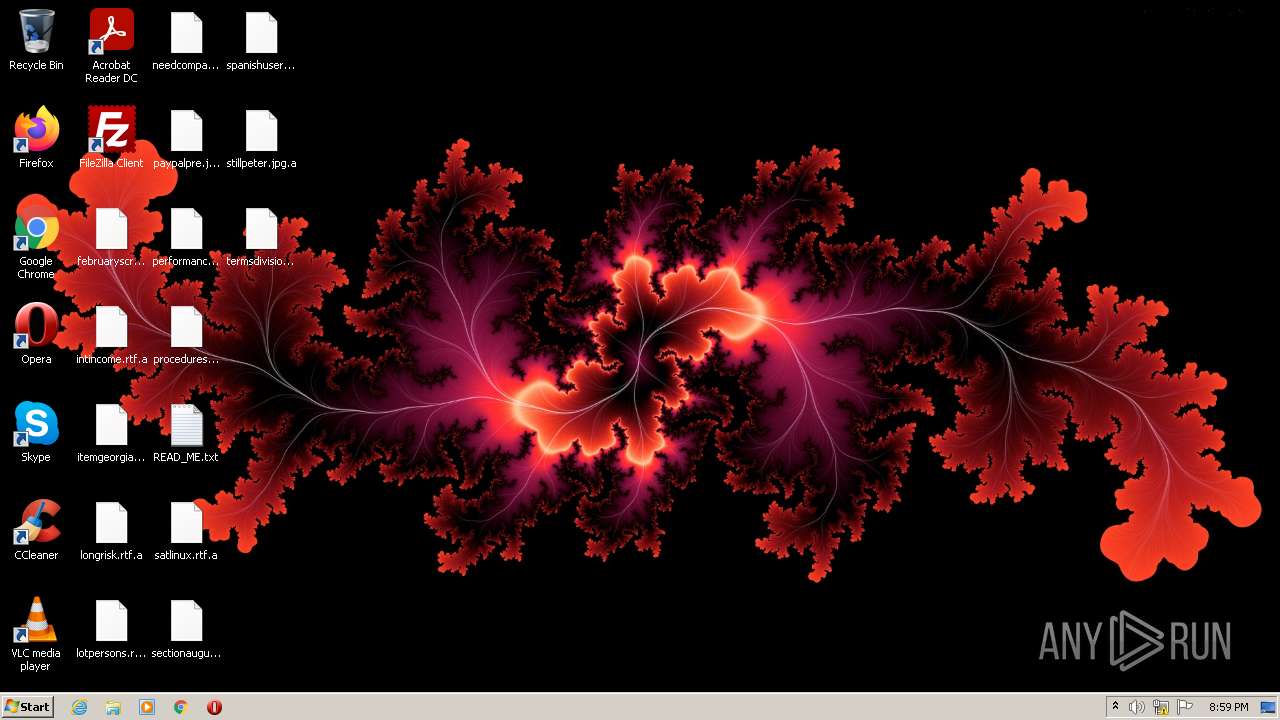 Recycle Bin
Acrobat
Reader DC
needcompa...
spanishuser...
Firefox
FileZilla Client
paypalpre.j...
stillpeter.jpg.a
Google
Chrome
februaryscr...
performanc...
termsdivisio...
Opera
intincome.rtf.a
procedures...
Skype
itemgeorgia...
READ_ME.txt
CCleaner
longrisk.rtf.a
satlinux.rtf.a
VLC media
player
lotpersons.r...
sectionaugu...
ANY RUN
Start
8:59 PM